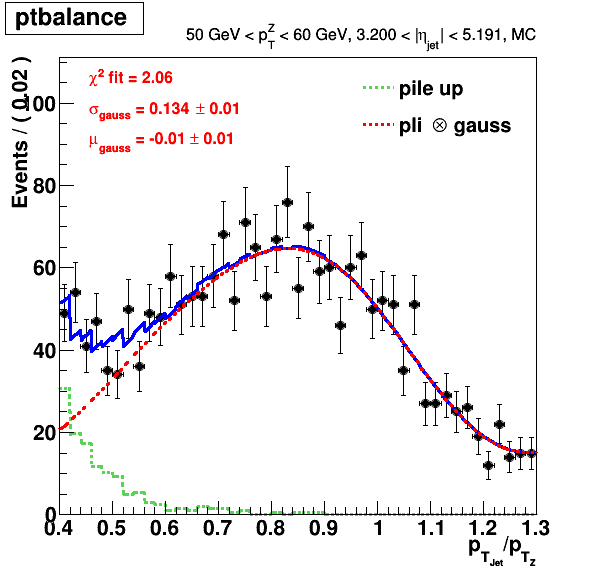 ptbalance
50 GeV < p_T^Z < 60 GeV, 3.200 < |η_jet| < 5.191, MC
Events / ( 0.02 )
χ² fit = 2.06
σ_gauss = 0.134 ± 0.01
μ_gauss = -0.01 ± 0.01
pile up
pli ⊗ gauss
100
80
60
40
20
0
0.4 0.5 0.6 0.7 0.8 0.9 1 1.1 1.2 1.3
p_T_Jet/p_T_Z